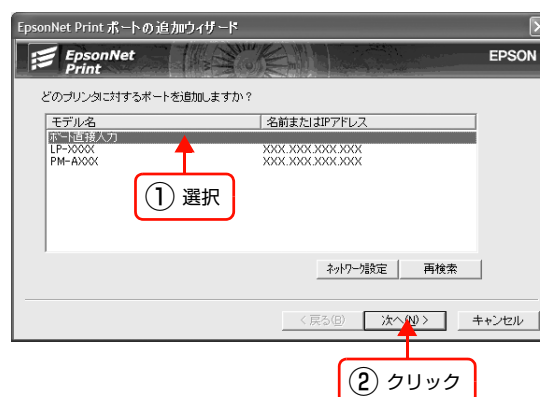 EpsonNet Print ポートの追加ウィザード
EpsonNet
Print
EPSON
どのプリンタに対するポートを追加しますか？
モデル名 名前またはIPアドレス
ポート直接入力
LP-XXXX XXX.XXX.XXX.XXX
PM-AXXX XXX.XXX.XXX.XXX
① 選択
ネットワーク設定 再検索
< 戻る(B) 次へ(N) > キャンセル
② クリック